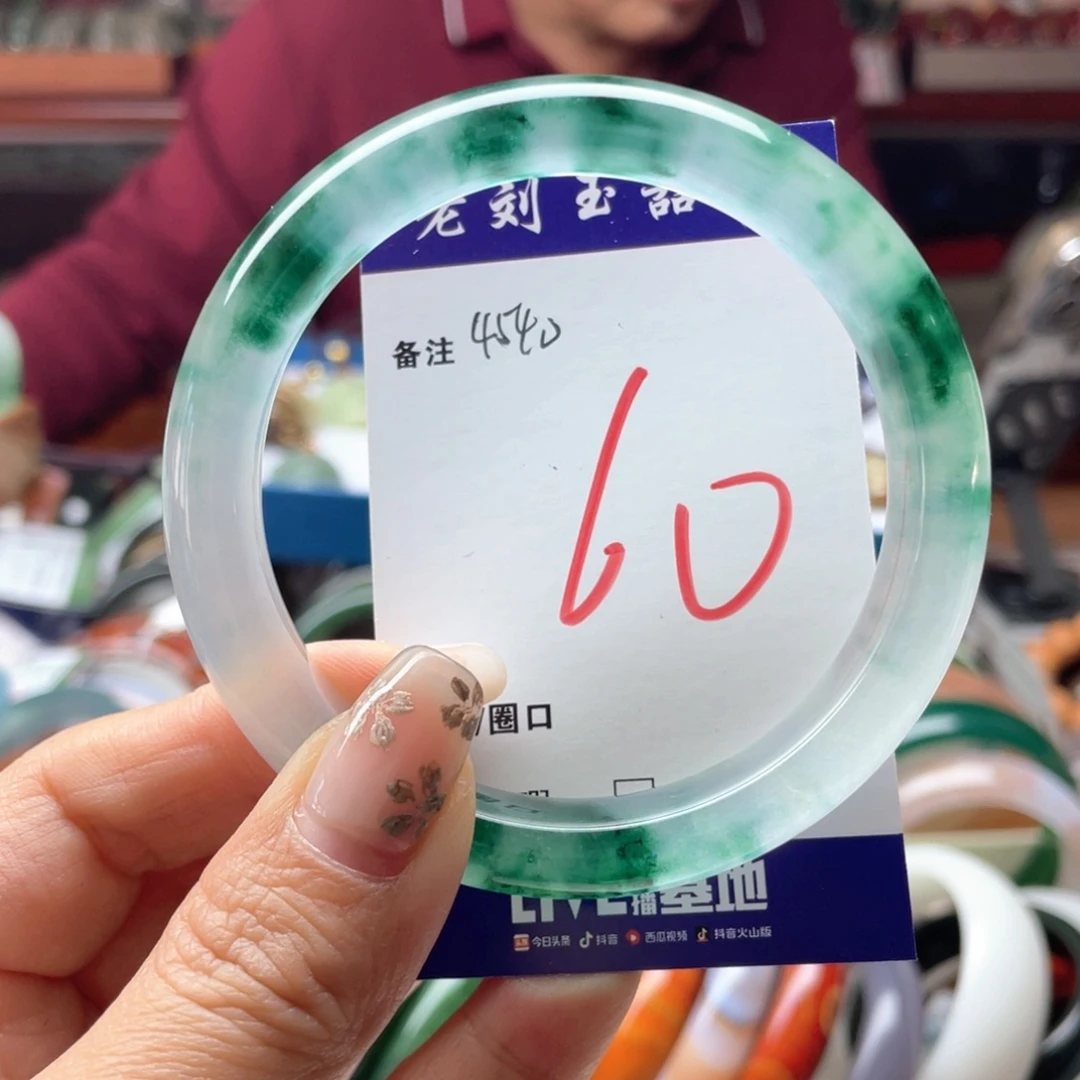 老刘玉語
备注 4540
60
/圈口
LIVE播基地
今日头条 抖音 西瓜视频 抖音火山版